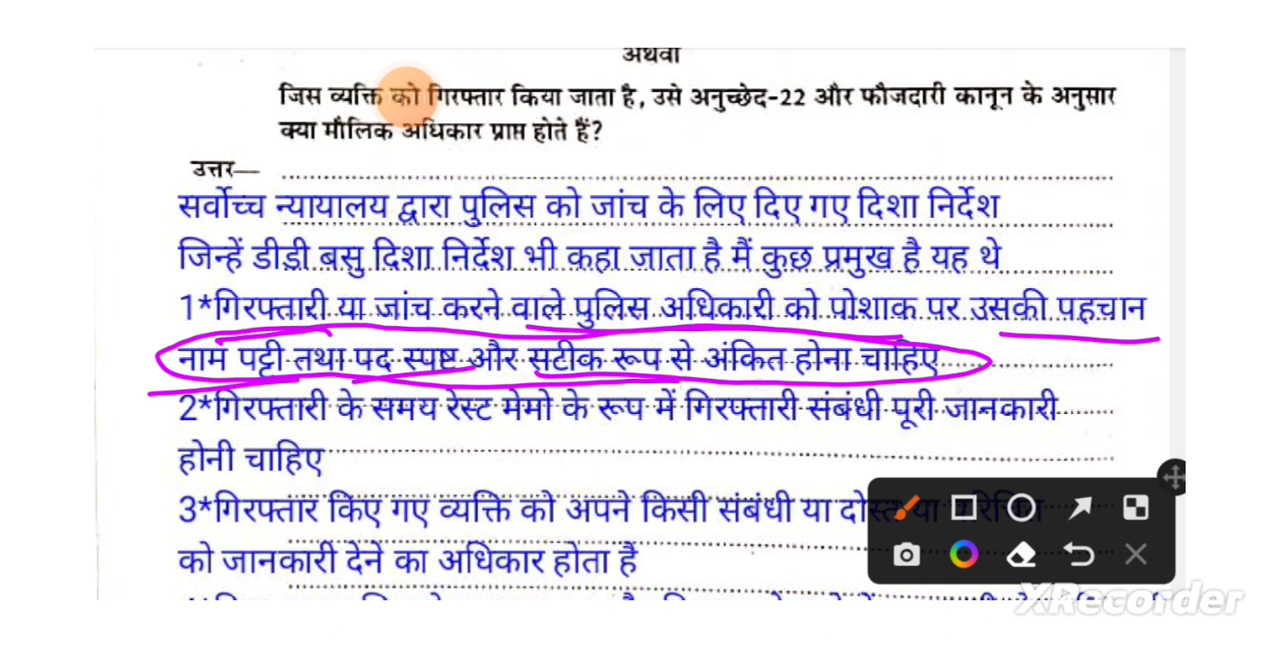 अथवा
जिस व्यक्ति को गिरफ्तार किया जाता है, उसे अनुच्छेद-22 और फौजदारी कानून के अनुसार
क्या मौलिक अधिकार प्राप्त होते हैं?
उत्तर—
सर्वोच्च न्यायालय द्वारा पुलिस को जांच के लिए दिए गए दिशा निर्देश
जिन्हें डीडी बसु दिशा निर्देश भी कहा जाता है मैं कुछ प्रमुख है यह थे
1*गिरफ्तारी या जांच करने वाले पुलिस अधिकारी को पोशाक पर उसकी पहचान
नाम पट्टी तथा पद स्पष्ट और सटीक रूप से अंकित होना चाहिए
2*गिरफ्तारी के समय रेस्ट मेमो के रूप में गिरफ्तारी संबंधी पूरी जानकारी
होनी चाहिए
3*गिरफ्तार किए गए व्यक्ति को अपने किसी संबंधी या दोस्त या परिचित
को जानकारी देने का अधिकार होता है
XRecorder